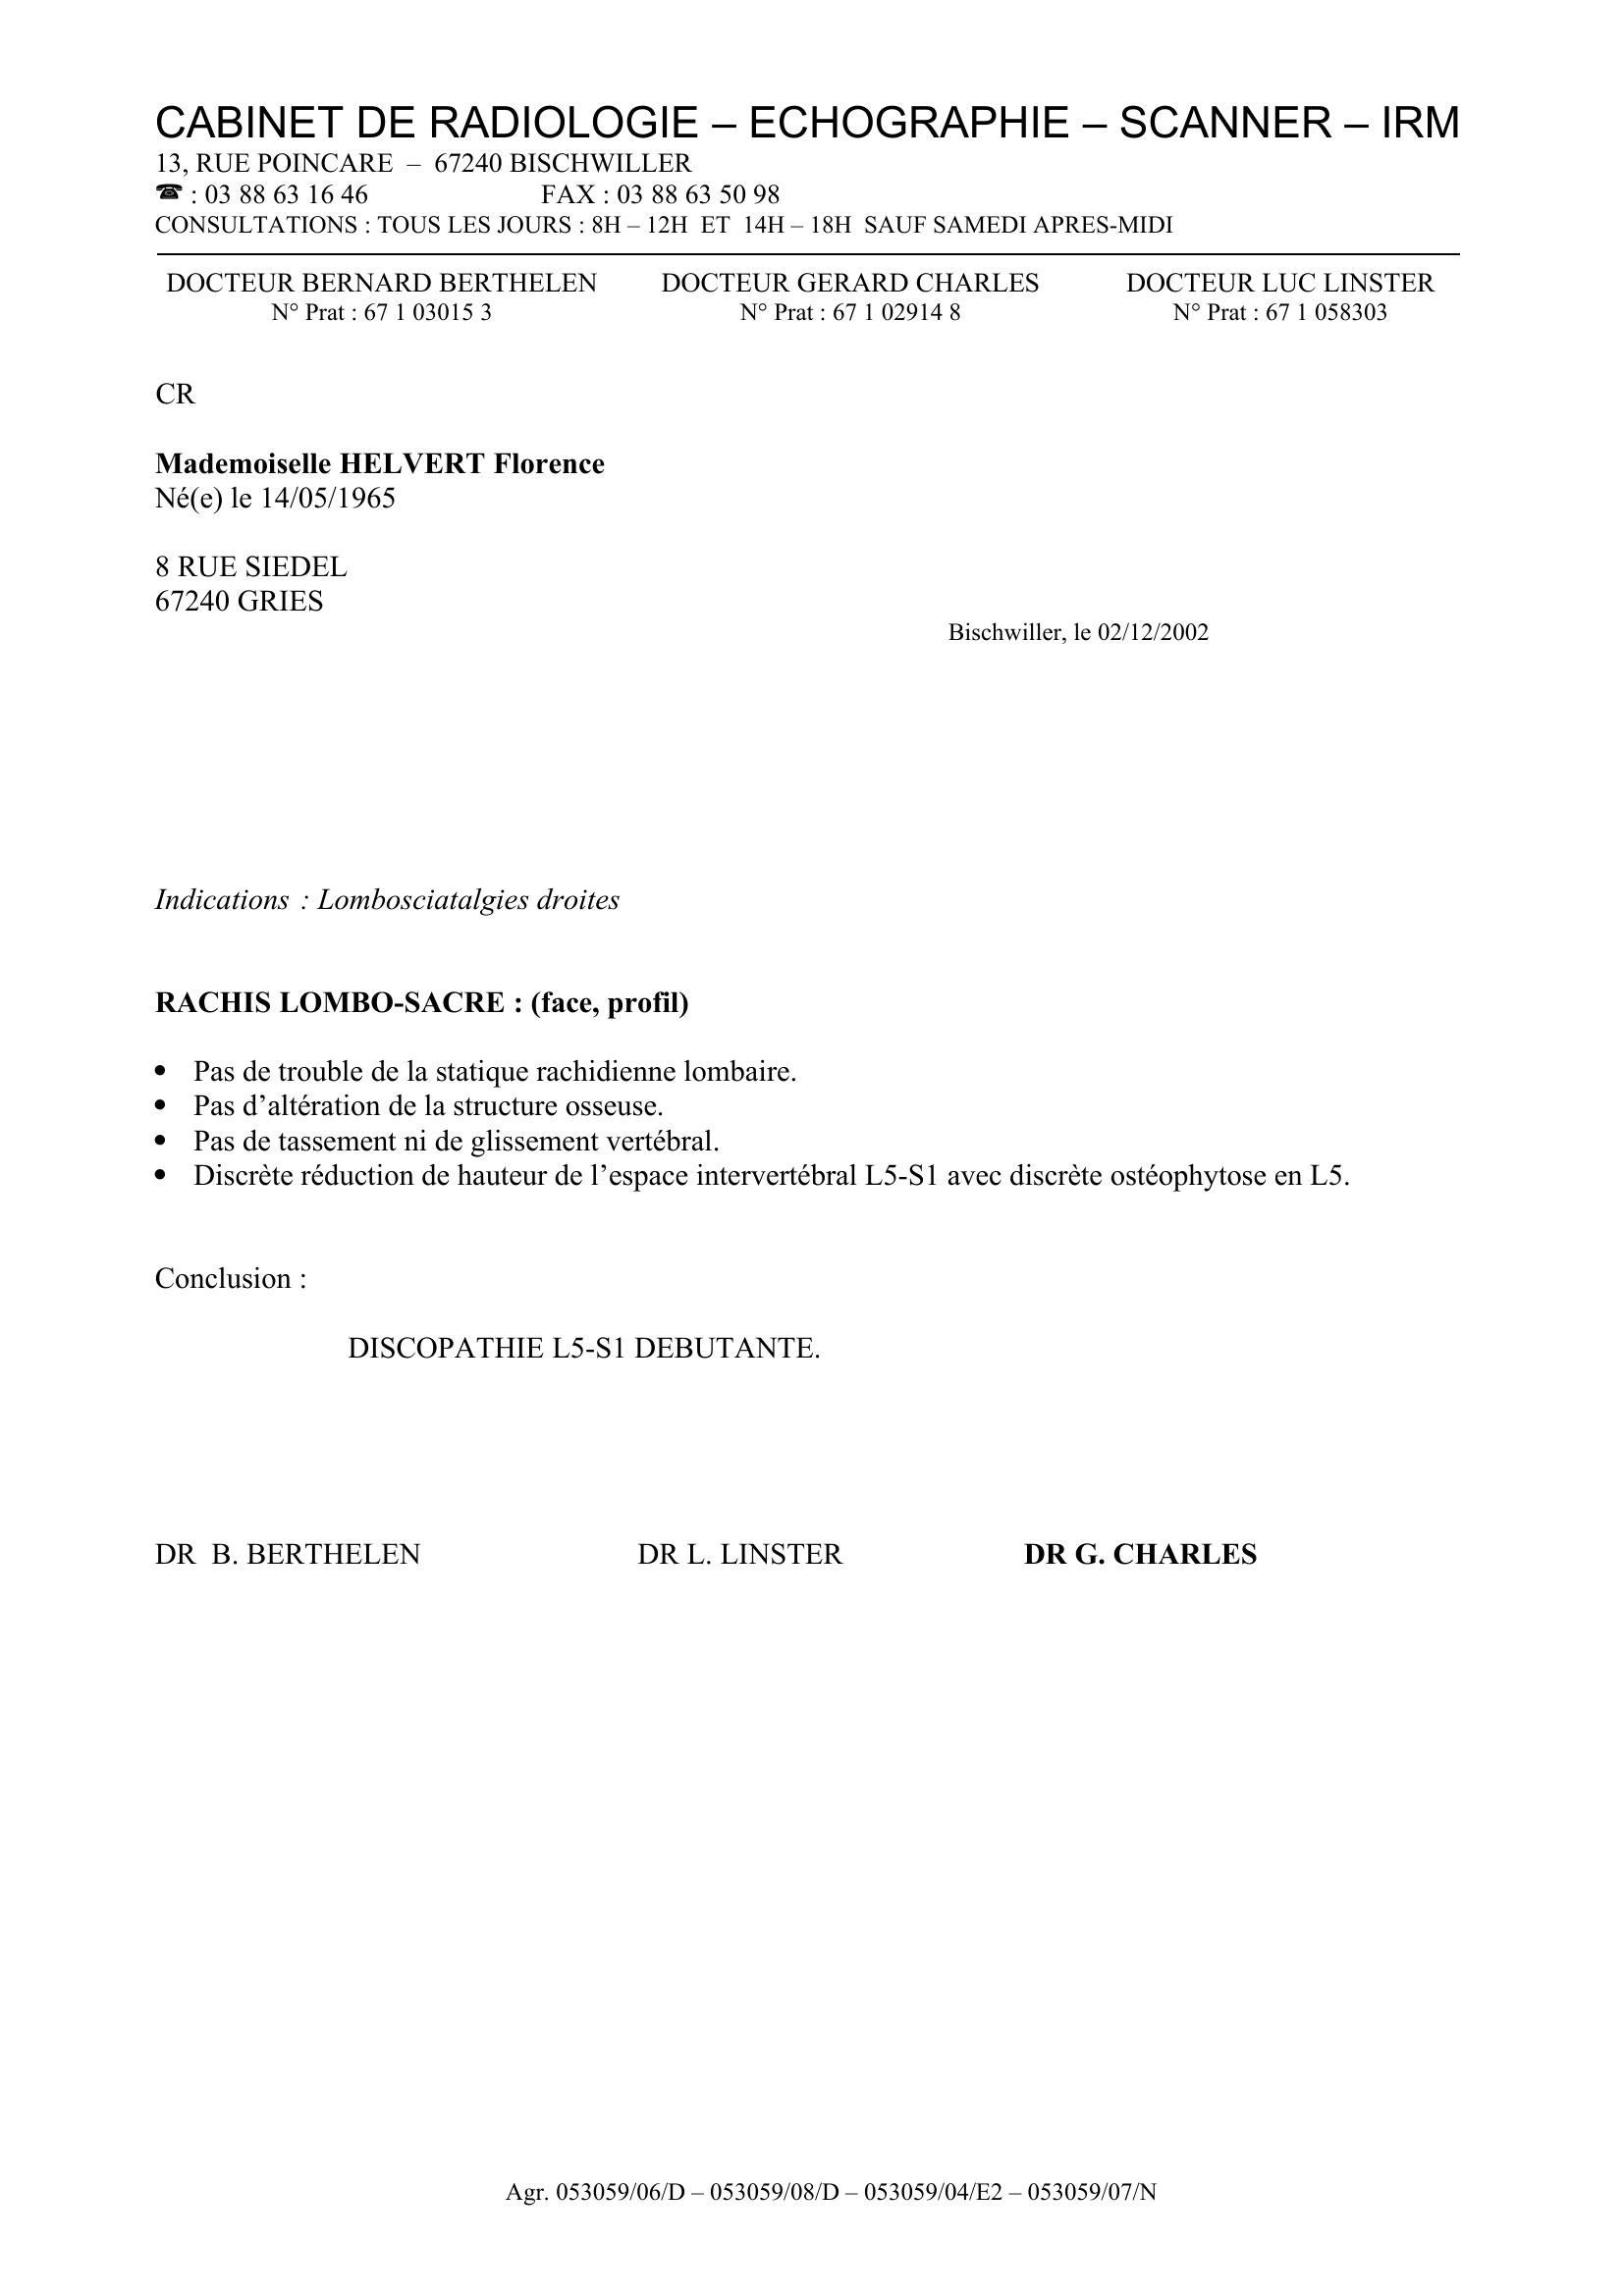 CABINET DE RADIOLOGIE – ECHOGRAPHIE – SCANNER – IRM
13, RUE POINCARE – 67240 BISCHWILLER
☎ : 03 88 63 16 46 FAX : 03 88 63 50 98
CONSULTATIONS : TOUS LES JOURS : 8H – 12H ET 14H – 18H SAUF SAMEDI APRES-MIDI
DOCTEUR BERNARD BERTHELEN DOCTEUR GERARD CHARLES DOCTEUR LUC LINSTER
N° Prat : 67 1 03015 3 N° Prat : 67 1 02914 8 N° Prat : 67 1 058303
CR
Mademoiselle HELVERT Florence
Né(e) le 14/05/1965
8 RUE SIEDEL
67240 GRIES
Bischwiller, le 02/12/2002
Indications : Lombosciatalgies droites
RACHIS LOMBO-SACRE : (face, profil)
• Pas de trouble de la statique rachidienne lombaire.
• Pas d’altération de la structure osseuse.
• Pas de tassement ni de glissement vertébral.
• Discrète réduction de hauteur de l’espace intervertébral L5-S1 avec discrète ostéophytose en L5.
Conclusion :
DISCOPATHIE L5-S1 DEBUTANTE.
DR B. BERTHELEN DR L. LINSTER DR G. CHARLES
Agr. 053059/06/D – 053059/08/D – 053059/04/E2 – 053059/07/N